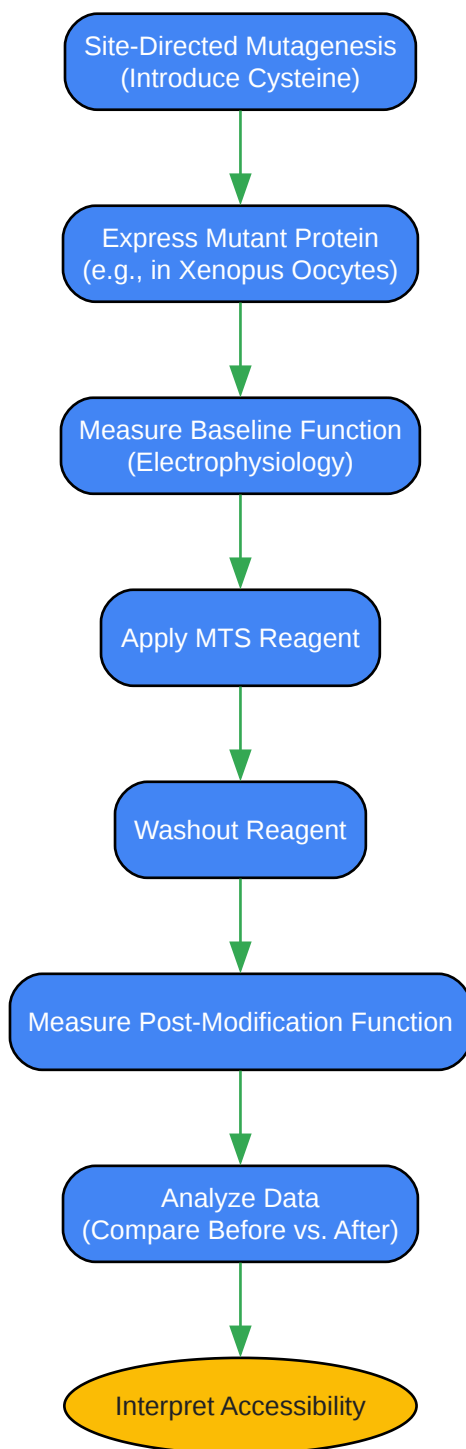 Site-Directed Mutagenesis
(Introduce Cysteine)
Express Mutant Protein
(e.g., in Xenopus Oocytes)
Measure Baseline Function
(Electrophysiology)
Apply MTS Reagent
Washout Reagent
Measure Post-Modification Function
Analyze Data
(Compare Before vs. After)
Interpret Accessibility